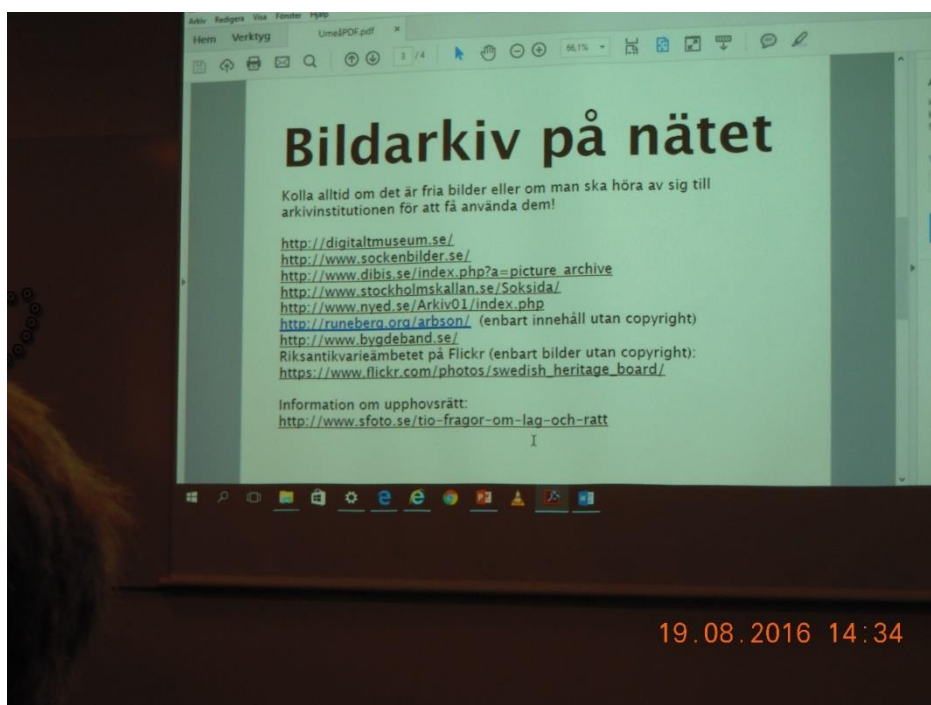 Arkiv Redigera Visa Fönster Hjälp
Hem Verktyg UmeåPDF.pdf ×
3 / 4 66,1%
Bildarkiv på nätet
Kolla alltid om det är fria bilder eller om man ska höra av sig till
arkivinstitutionen för att få använda dem!
http://digitaltmuseum.se/
http://www.sockenbilder.se/
http://www.dibis.se/index.php?a=picture_archive
http://www.stockholmskallan.se/Soksida/
http://www.nyed.se/Arkiv01/index.php
http://runeberg.org/arbson/ (enbart innehåll utan copyright)
http://www.bygdeband.se/
Riksantikvarieämbetet på Flickr (enbart bilder utan copyright):
https://www.flickr.com/photos/swedish_heritage_board/
Information om upphovsrätt:
http://www.sfoto.se/tio-fragor-om-lag-och-ratt
19.08.2016 14:34